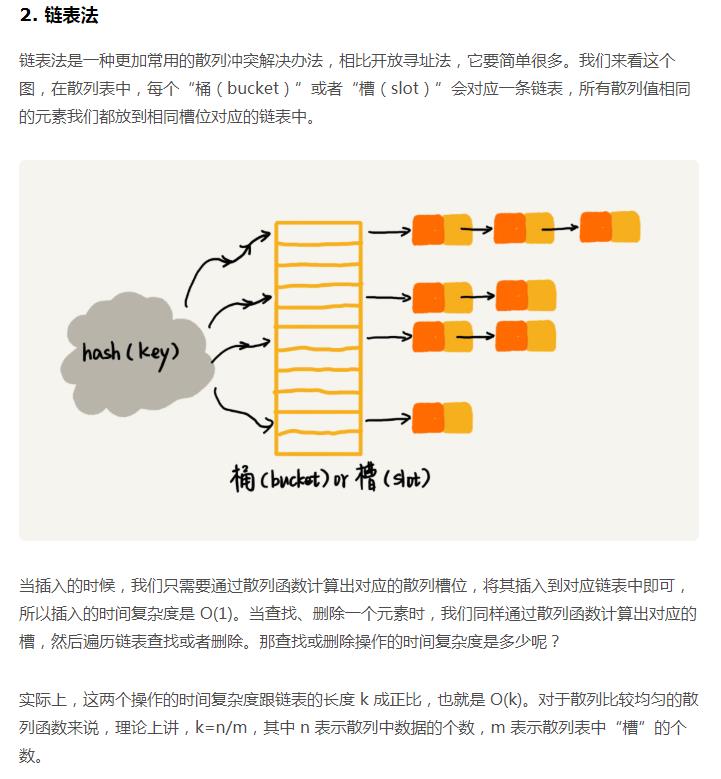 2. 链表法
链表法是一种更加常用的散列冲突解决办法，相比开放寻址法，它要简单很多。我们来看这个
图，在散列表中，每个“桶（bucket）”或者“槽（slot）”会对应一条链表，所有散列值相同
的元素我们都放到相同槽位对应的链表中。
hash(key)
桶(bucket)or 槽(slot)
当插入的时候，我们只需要通过散列函数计算出对应的散列槽位，将其插入到对应链表中即可，
所以插入的时间复杂度是 O(1)。当查找、删除一个元素时，我们同样通过散列函数计算出对应的
槽，然后遍历链表查找或者删除。那查找或删除操作的时间复杂度是多少呢？
实际上，这两个操作的时间复杂度跟链表的长度 k 成正比，也就是 O(k)。对于散列比较均匀的散
列函数来说，理论上讲，k=n/m，其中 n 表示散列中数据的个数，m 表示散列表中“槽”的个
数。